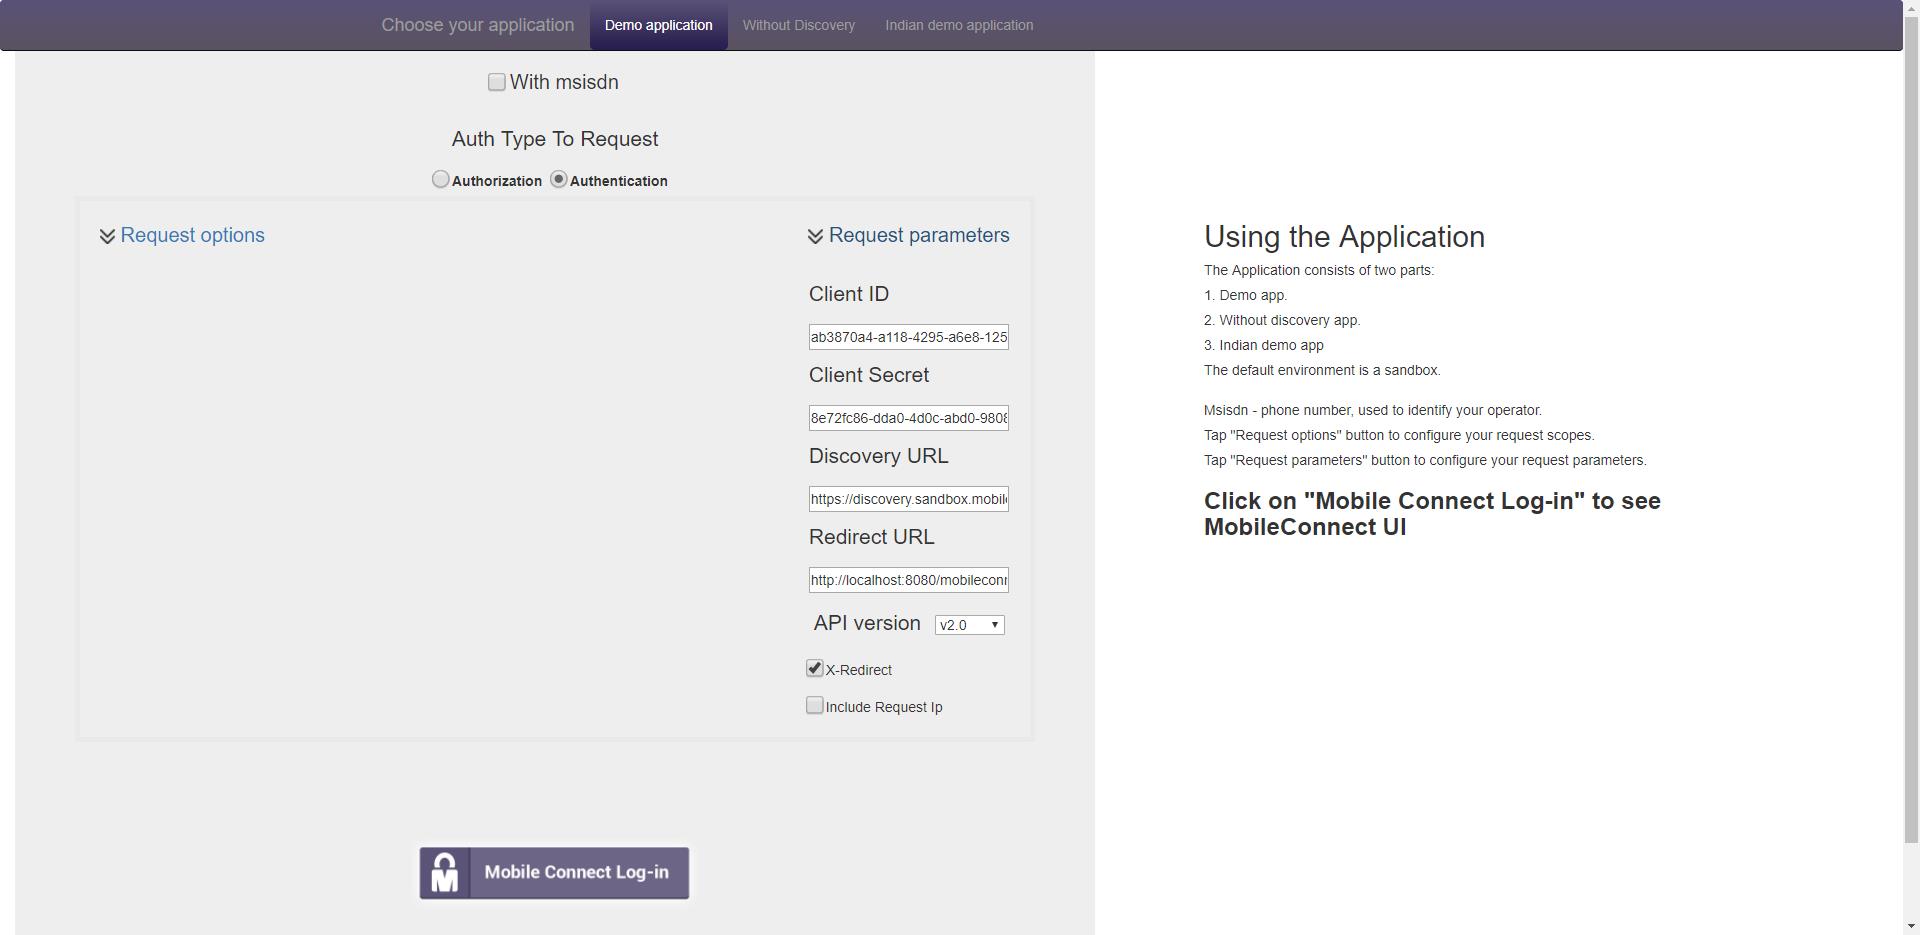 Choose your application Demo application Without Discovery Indian demo application
With msisdn
Auth Type To Request
Authorization Authentication
Request options
Request parameters
Client ID
ab3870a4-a118-4295-a6e8-125
Client Secret
8e72fc86-dda0-4d0c-abd0-9808
Discovery URL
https://discovery.sandbox.mobil
Redirect URL
http://localhost:8080/mobileconn
API version v2.0
X-Redirect
Include Request Ip
Mobile Connect Log-in
Using the Application
The Application consists of two parts:
1. Demo app.
2. Without discovery app.
3. Indian demo app
The default environment is a sandbox.
Msisdn - phone number, used to identify your operator.
Tap "Request options" button to configure your request scopes.
Tap "Request parameters" button to configure your request parameters.
Click on "Mobile Connect Log-in" to see
MobileConnect UI